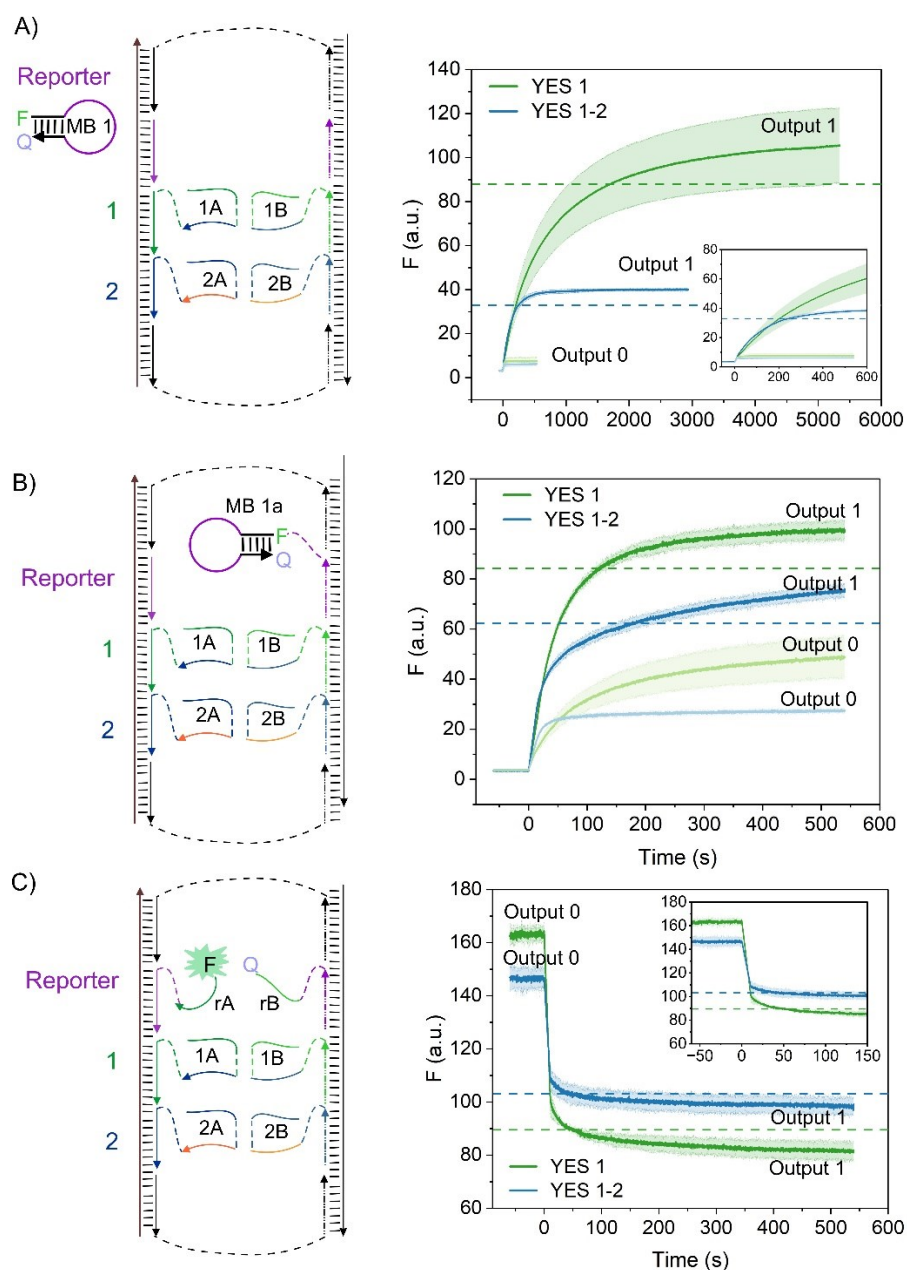 A)
Reporter
F
Q
MB 1
1
1A
1B
2
2A
2B
F (a.u.)
140
120
100
80
60
40
20
0
YES 1
YES 1-2
Output 1
Output 1
Output 0
80
60
40
20
0
0
200
400
600
0
1000
2000
3000
4000
5000
6000
B)
MB 1a
F
Q
Reporter
1
1A
1B
2
2A
2B
F (a.u.)
120
100
80
60
40
20
0
YES 1
YES 1-2
Output 1
Output 1
Output 0
Output 0
-100
0
100
200
300
400
500
600
Time (s)
C)
Reporter
F
Q
rA
rB
1
1A
1B
2
2A
2B
F (a.u.)
180
160
140
120
100
80
60
Output 0
Output 0
180
160
140
120
100
80
60
−50
0
50
100
150
Output 1
Output 1
YES 1
YES 1-2
-100
0
100
200
300
400
500
600
Time (s)